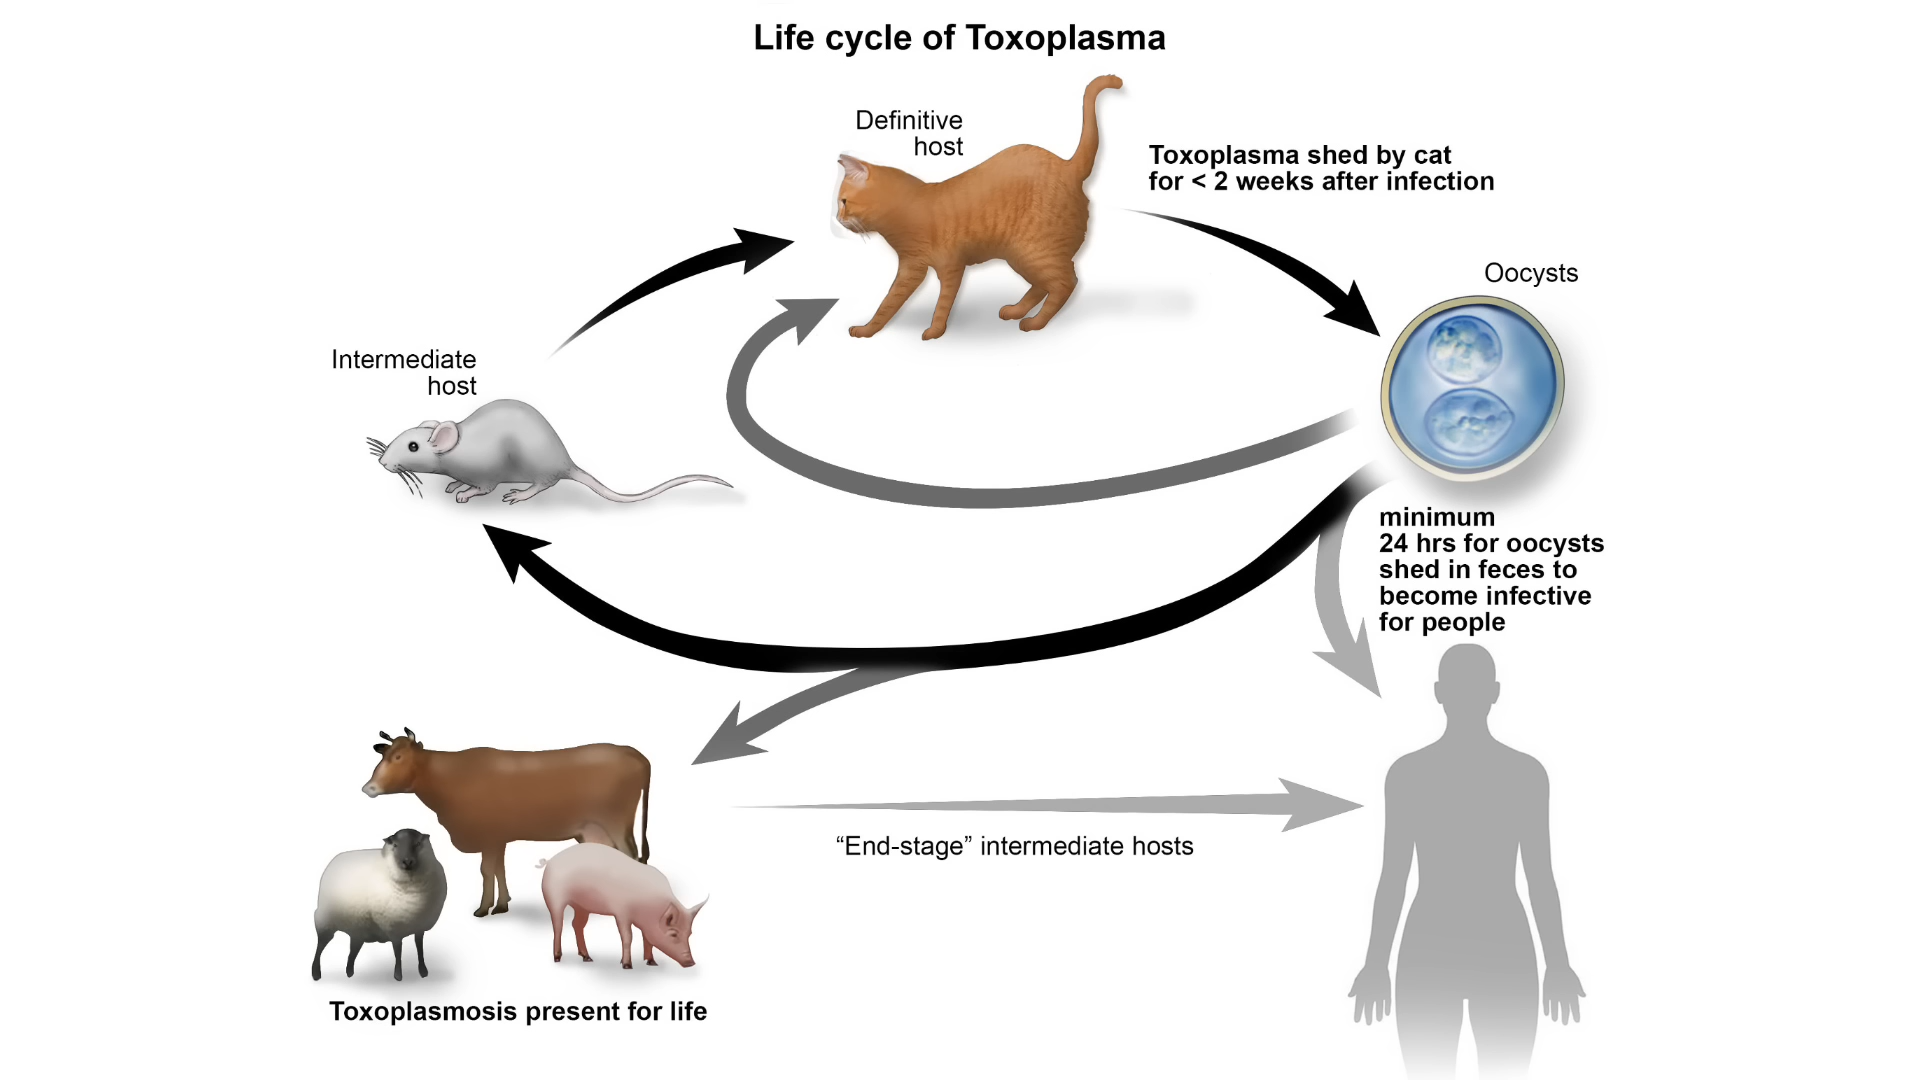 Life cycle of Toxoplasma
Definitive
host
Toxoplasma shed by cat
for < 2 weeks after infection
Oocysts
Intermediate
host
minimum
24 hrs for oocysts
shed in feces to
become infective
for people
“End-stage” intermediate hosts
Toxoplasmosis present for life